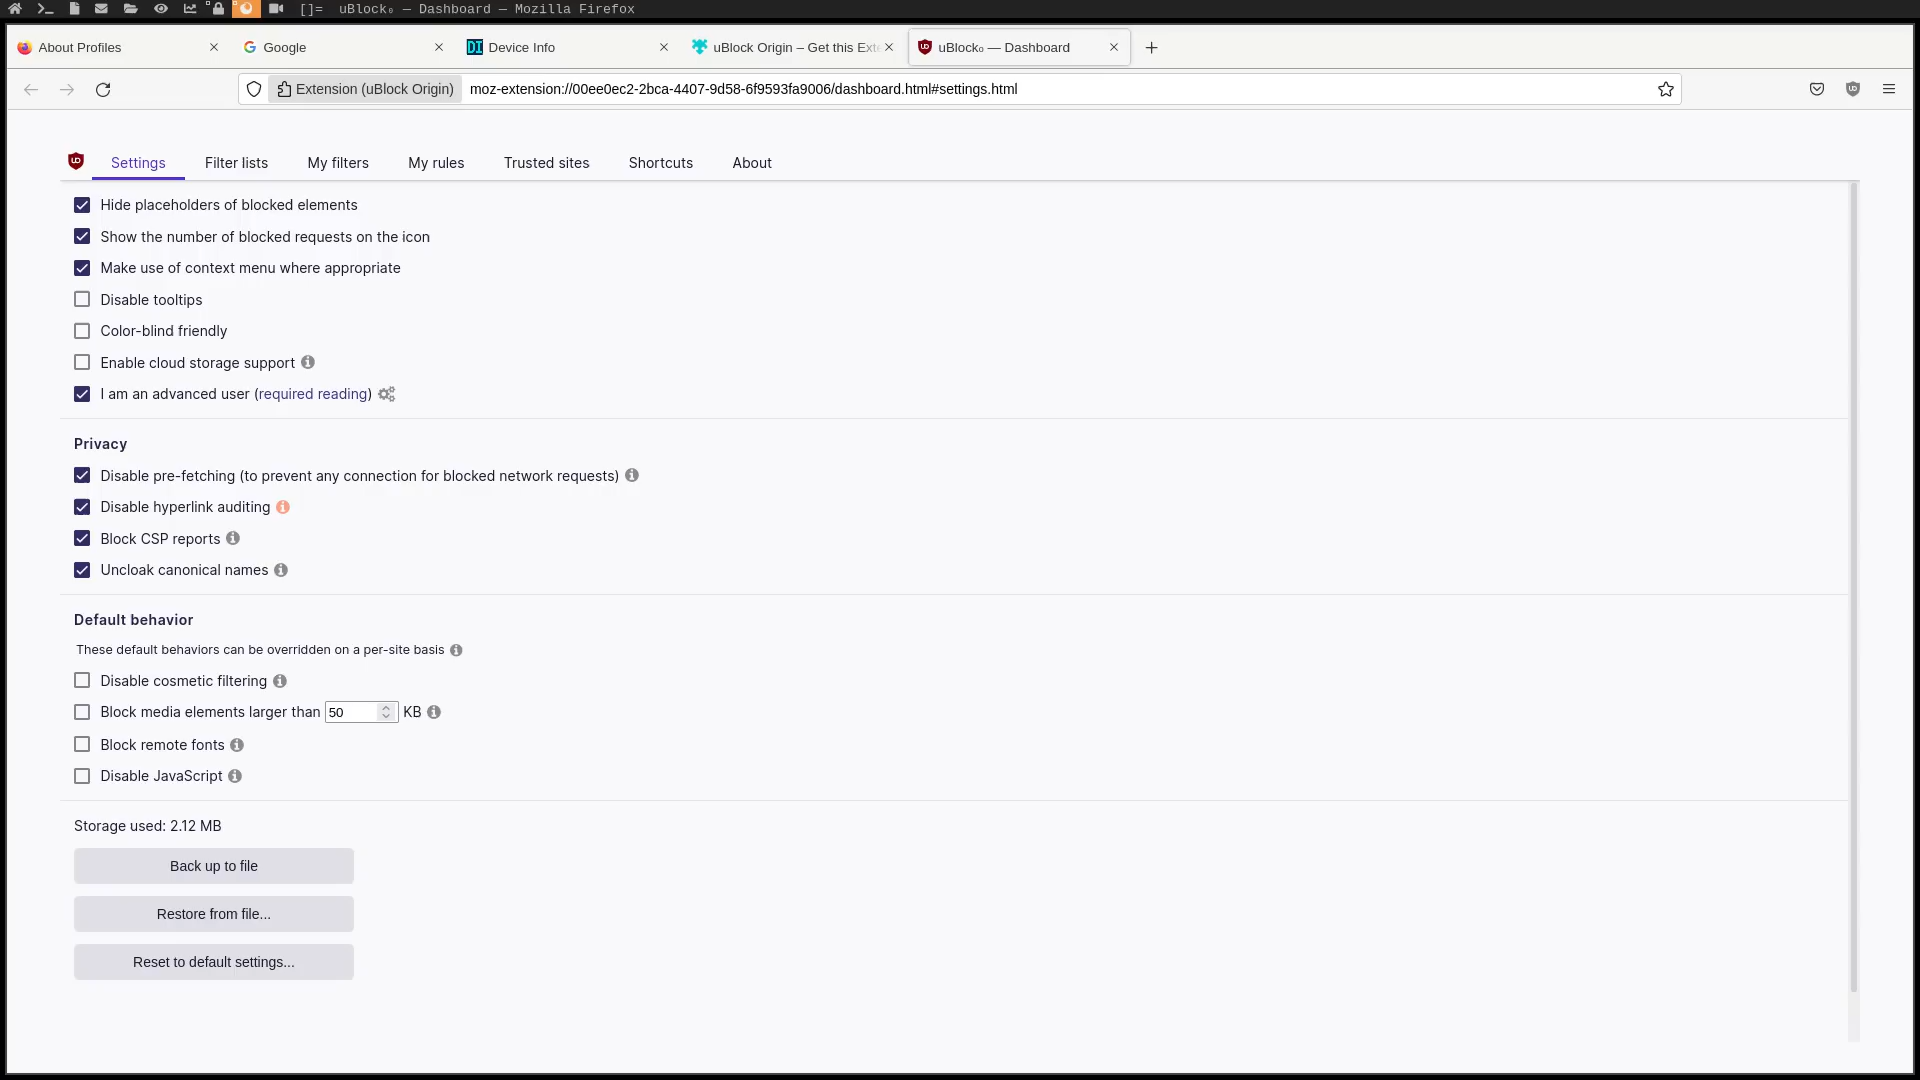 []= uBlock₀ — Dashboard — Mozilla Firefox
About Profiles
Google
DI Device Info
uBlock Origin – Get this Exte
uBlock₀ — Dashboard
Extension (uBlock Origin) moz-extension://00ee0ec2-2bca-4407-9d58-6f9593fa9006/dashboard.html#settings.html
Settings Filter lists My filters My rules Trusted sites Shortcuts About
Hide placeholders of blocked elements
Show the number of blocked requests on the icon
Make use of context menu where appropriate
Disable tooltips
Color-blind friendly
Enable cloud storage support
I am an advanced user (required reading)
Privacy
Disable pre-fetching (to prevent any connection for blocked network requests)
Disable hyperlink auditing
Block CSP reports
Uncloak canonical names
Default behavior
These default behaviors can be overridden on a per-site basis
Disable cosmetic filtering
Block media elements larger than 50 KB
Block remote fonts
Disable JavaScript
Storage used: 2.12 MB
Back up to file
Restore from file...
Reset to default settings...